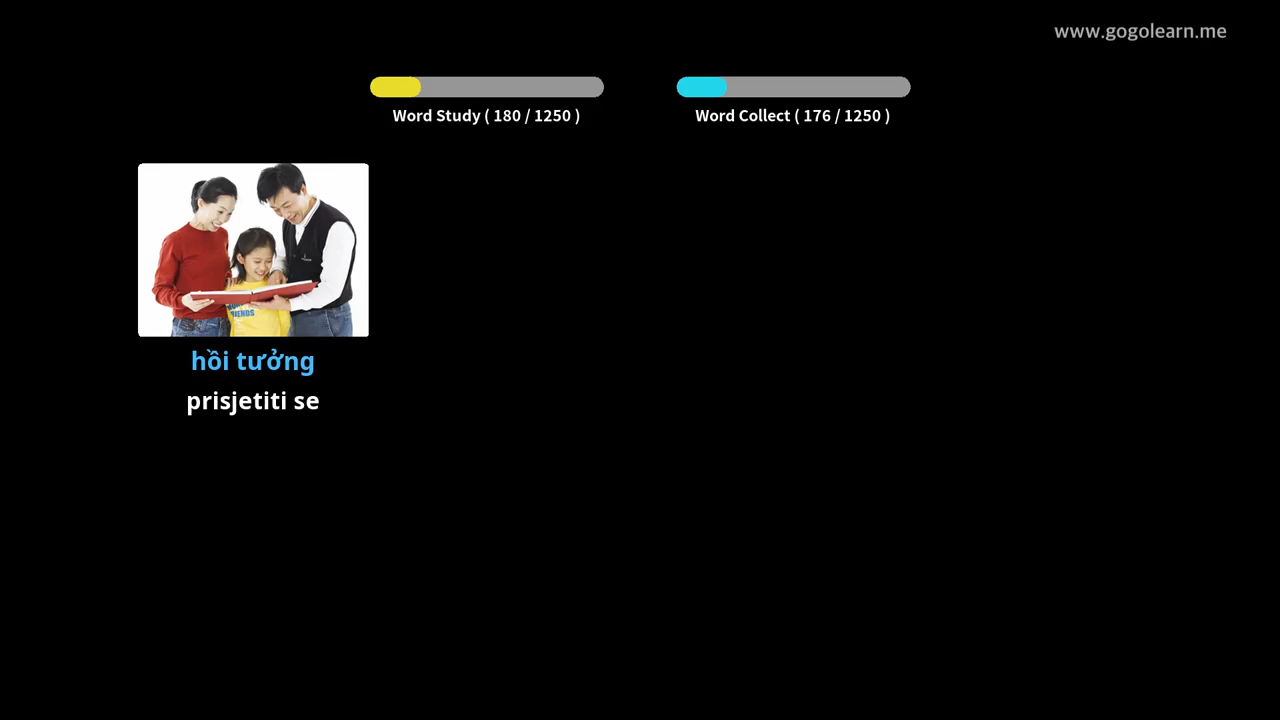 www.gogolearn.me
Word Study ( 180 / 1250 )
Word Collect ( 176 / 1250 )
hồi tưởng
prisjetiti se